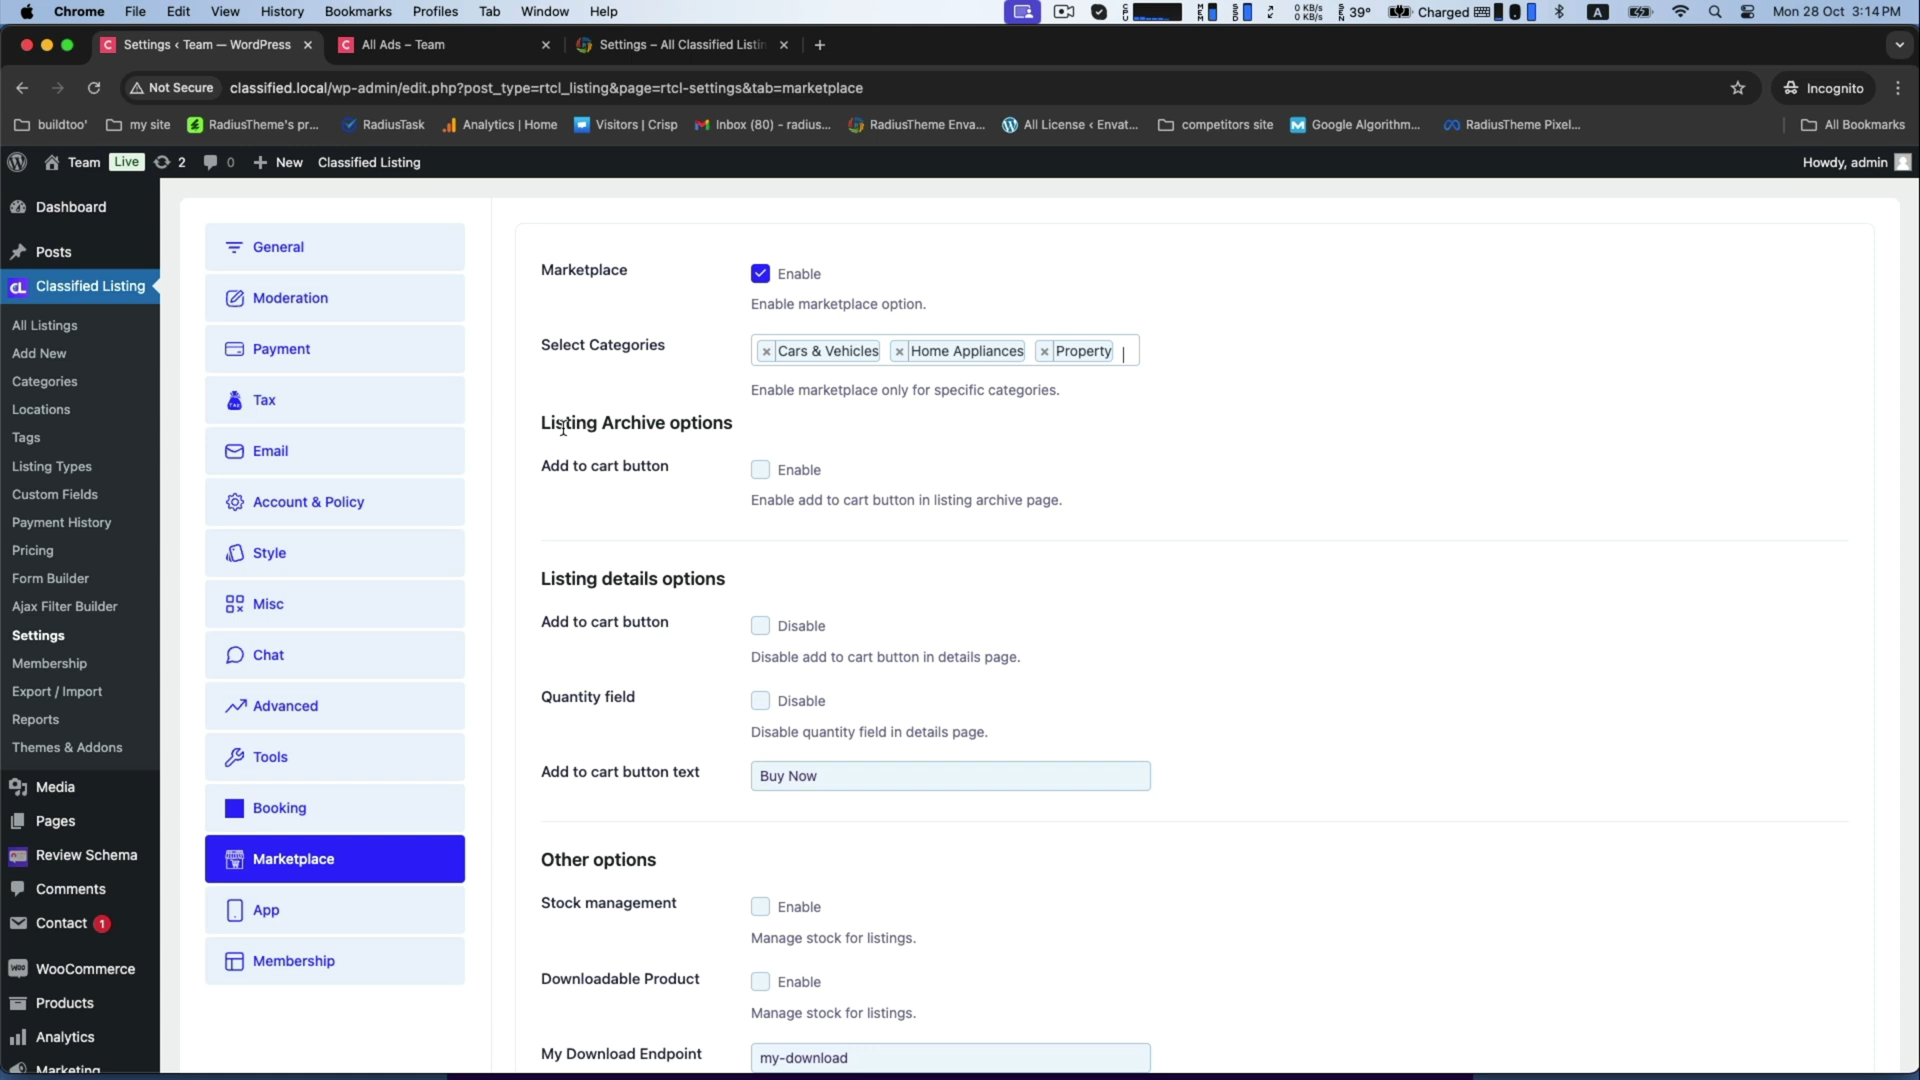 Chrome File Edit View History Bookmarks Profiles Tab Window Help
0 KB/s 0 KB/s 39° Charged A Mon 28 Oct 3:14 PM
Settings ‹ Team — WordPress
All Ads – Team
Settings – All Classified Listin
Not Secure
classified.local/wp-admin/edit.php?post_type=rtcl_listing&page=rtcl-settings&tab=marketplace
Incognito
buildtoo'
my site
RadiusTheme's pr...
RadiusTask
Analytics | Home
Visitors | Crisp
Inbox (80) - radius...
RadiusTheme Enva...
All License ‹ Envat...
competitors site
Google Algorithm...
RadiusTheme Pixel...
All Bookmarks
Team Live 2 0 New Classified Listing
Howdy, admin
Dashboard
Posts
CL Classified Listing
All Listings
Add New
Categories
Locations
Tags
Listing Types
Custom Fields
Payment History
Pricing
Form Builder
Ajax Filter Builder
Settings
Membership
Export / Import
Reports
Themes & Addons
Media
Pages
Review Schema
Comments
Contact 1
WooCommerce
Products
Analytics
Marketing
General
Moderation
Payment
Tax
Email
Account & Policy
Style
Misc
Chat
Advanced
Tools
Booking
Marketplace
App
Membership
Marketplace
Enable
Enable marketplace option.
Select Categories
× Cars & Vehicles × Home Appliances × Property
Enable marketplace only for specific categories.
Listing Archive options
Add to cart button
Enable
Enable add to cart button in listing archive page.
Listing details options
Add to cart button
Disable
Disable add to cart button in details page.
Quantity field
Disable
Disable quantity field in details page.
Add to cart button text
Buy Now
Other options
Stock management
Enable
Manage stock for listings.
Downloadable Product
Enable
Manage stock for listings.
My Download Endpoint
my-download